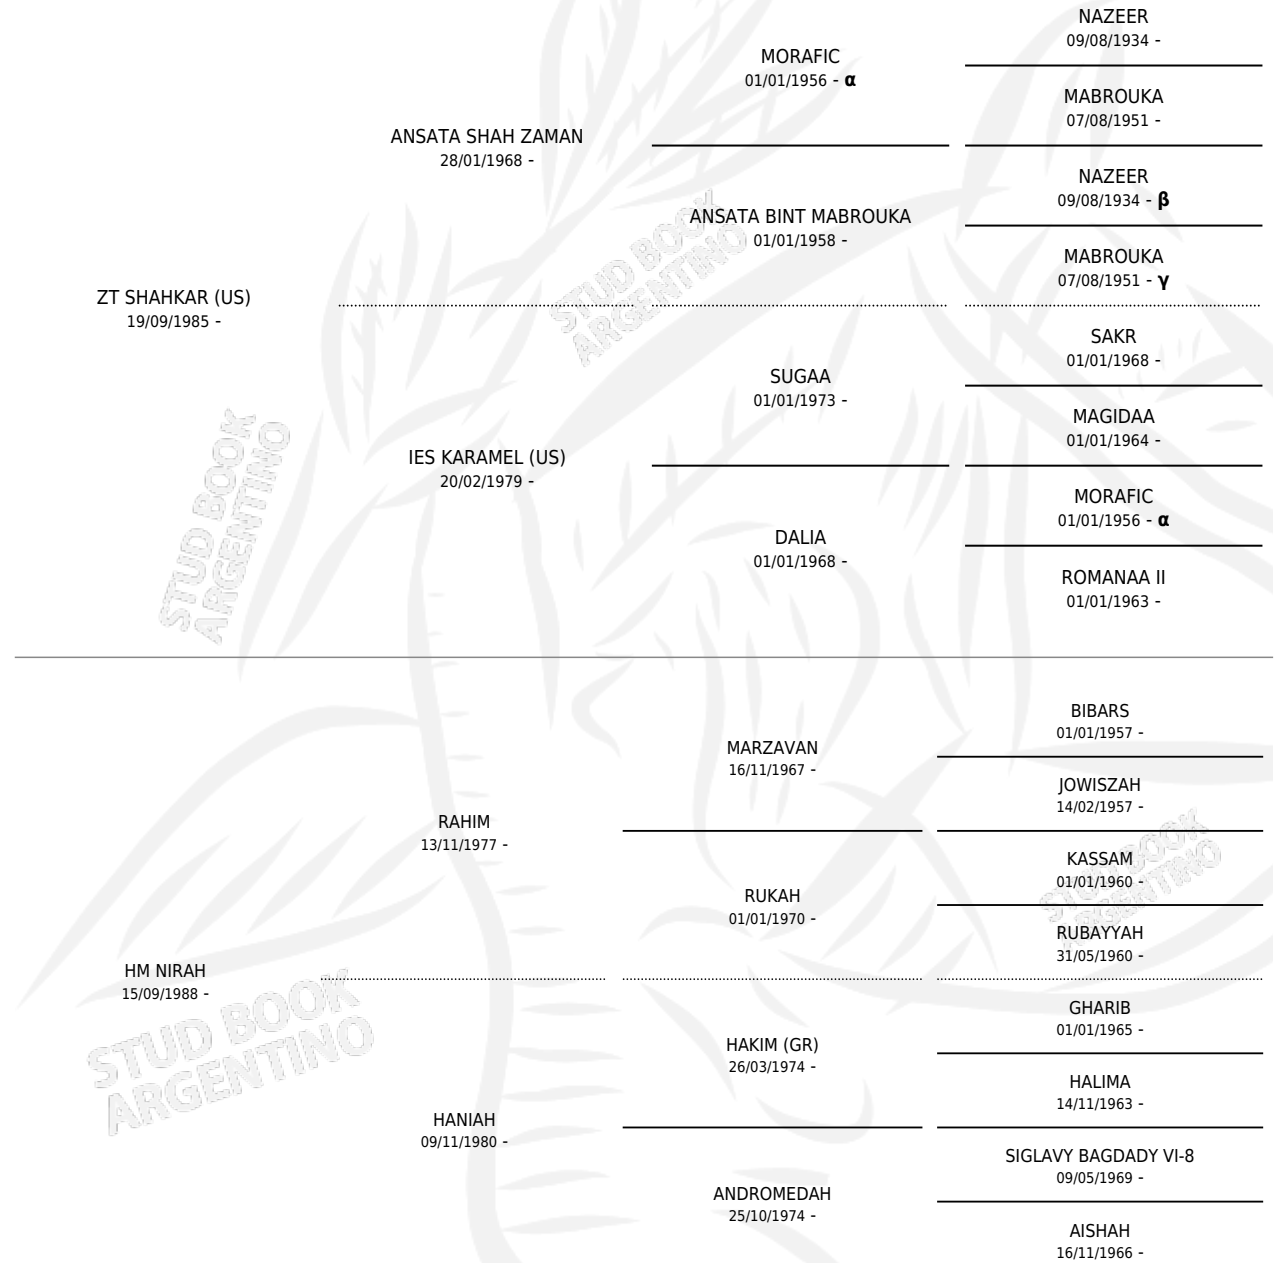 NAZEER
09/08/1934 -
MORAFIC
01/01/1956 - α
MABROUKA
07/08/1951 -
ANSATA SHAH ZAMAN
28/01/1968 -
NAZEER
09/08/1934 - β
ANSATA BINT MABROUKA
01/01/1958 -
MABROUKA
07/08/1951 - γ
ZT SHAHKAR (US)
19/09/1985 -
STUD BOOK
ARGENTINO
SAKR
01/01/1968 -
SUGAA
01/01/1973 -
MAGIDAA
01/01/1964 -
IES KARAMEL (US)
20/02/1979 -
MORAFIC
01/01/1956 - α
DALIA
01/01/1968 -
ROMANAA II
01/01/1963 -
STUD BOOK
ARGENTINO
BIBARS
01/01/1957 -
MARZAVAN
16/11/1967 -
JOWISZAH
14/02/1957 -
RAHIM
13/11/1977 -
KASSAM
01/01/1960 -
RUKAH
01/01/1970 -
RUBAYYAH
31/05/1960 -
STUD BOOK
ARGENTINO
HM NIRAH
15/09/1988 -
GHARIB
01/01/1965 -
HAKIM (GR)
26/03/1974 -
HALIMA
14/11/1963 -
STUD BOOK
ARGENTINO
HANIAH
09/11/1980 -
SIGLAVY BAGDADY VI-8
09/05/1969 -
ANDROMEDAH
25/10/1974 -
AISHAH
16/11/1966 -